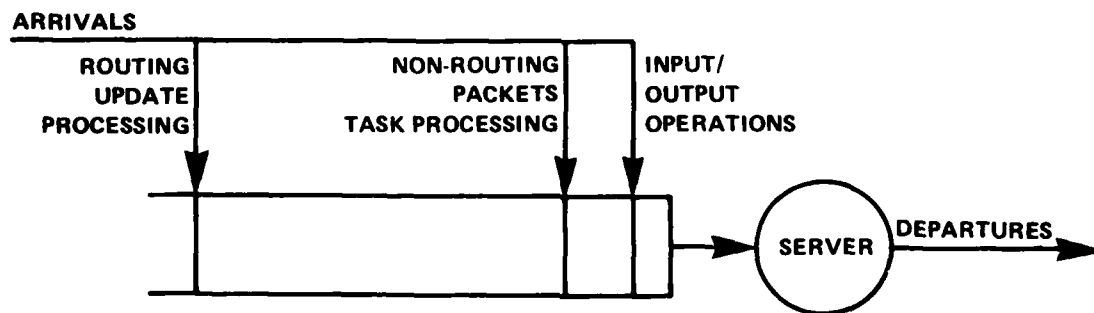 ARRIVALS
ROUTING
UPDATE
PROCESSING
NON-ROUTING
PACKETS
TASK PROCESSING
INPUT/
OUTPUT
OPERATIONS
SERVER
DEPARTURES